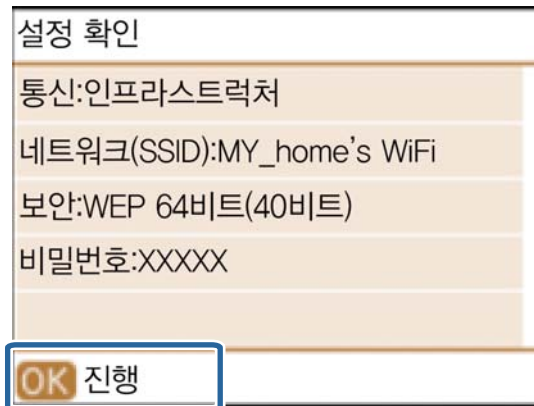 설정 확인
통신:인프라스트럭처
네트워크(SSID):MY_home's WiFi
보안:WEP 64비트(40비트)
비밀번호:XXXXX
OK 진행